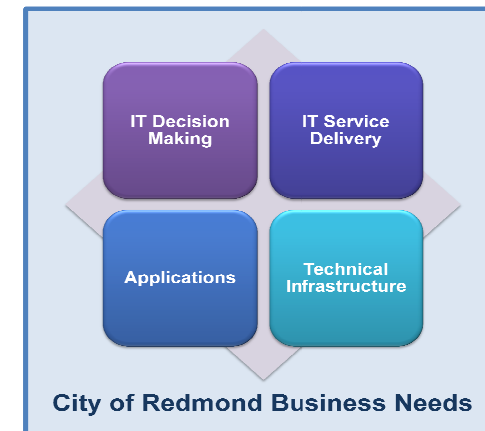 IT Decision
Making
IT Service
Delivery
Applications
Technical
Infrastructure
City of Redmond Business Needs